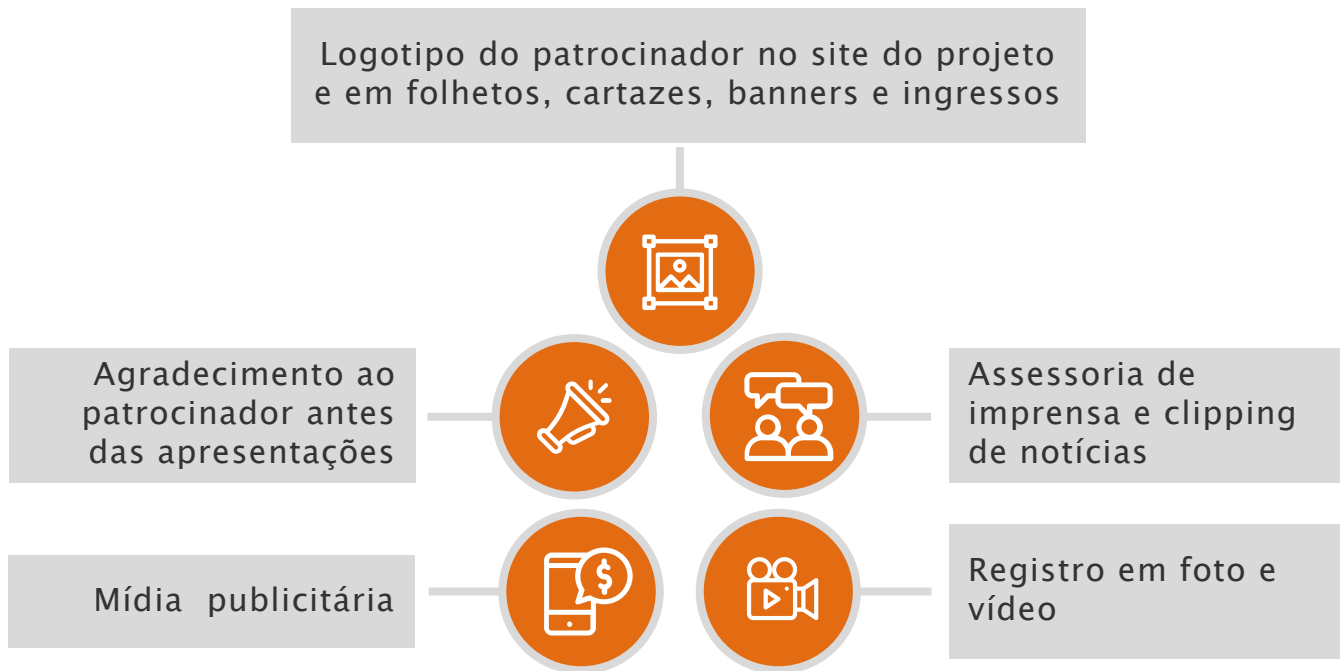 Logotipo do patrocinador no site do projeto
e em folhetos, cartazes, banners e ingressos
Agradecimento ao
patrocinador antes
das apresentações
Assessoria de
imprensa e clipping
de notícias
Mídia publicitária
Registro em foto e
vídeo
$